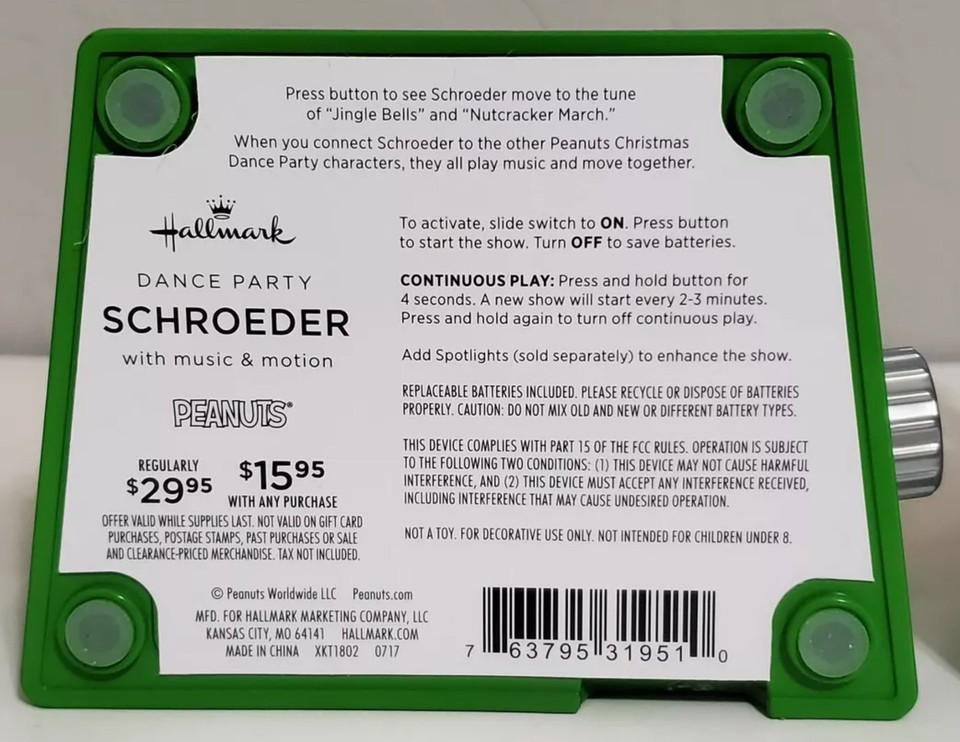 Press button to see Schroeder move to the tune
of “Jingle Bells” and “Nutcracker March.”
When you connect Schroeder to the other Peanuts Christmas
Dance Party characters, they all play music and move together.
Hallmark
DANCE PARTY
SCHROEDER
with music & motion
PEANUTS®
REGULARLY
$2995
$1595
WITH ANY PURCHASE
OFFER VALID WHILE SUPPLIES LAST. NOT VALID ON GIFT CARD
PURCHASES, POSTAGE STAMPS, PAST PURCHASES OR SALE
AND CLEARANCE-PRICED MERCHANDISE. TAX NOT INCLUDED.
To activate, slide switch to ON. Press button
to start the show. Turn OFF to save batteries.
CONTINUOUS PLAY: Press and hold button for
4 seconds. A new show will start every 2-3 minutes.
Press and hold again to turn off continuous play.
Add Spotlights (sold separately) to enhance the show.
REPLACEABLE BATTERIES INCLUDED. PLEASE RECYCLE OR DISPOSE OF BATTERIES
PROPERLY. CAUTION: DO NOT MIX OLD AND NEW OR DIFFERENT BATTERY TYPES.
THIS DEVICE COMPLIES WITH PART 15 OF THE FCC RULES. OPERATION IS SUBJECT
TO THE FOLLOWING TWO CONDITIONS: (1) THIS DEVICE MAY NOT CAUSE HARMFUL
INTERFERENCE, AND (2) THIS DEVICE MUST ACCEPT ANY INTERFERENCE RECEIVED,
INCLUDING INTERFERENCE THAT MAY CAUSE UNDESIRED OPERATION.
NOT A TOY. FOR DECORATIVE USE ONLY. NOT INTENDED FOR CHILDREN UNDER 8.
© Peanuts Worldwide LLC Peanuts.com
MFD. FOR HALLMARK MARKETING COMPANY, LLC
KANSAS CITY, MO 64141 HALLMARK.COM
MADE IN CHINA XKT1802 0717
7 63795 31951 0